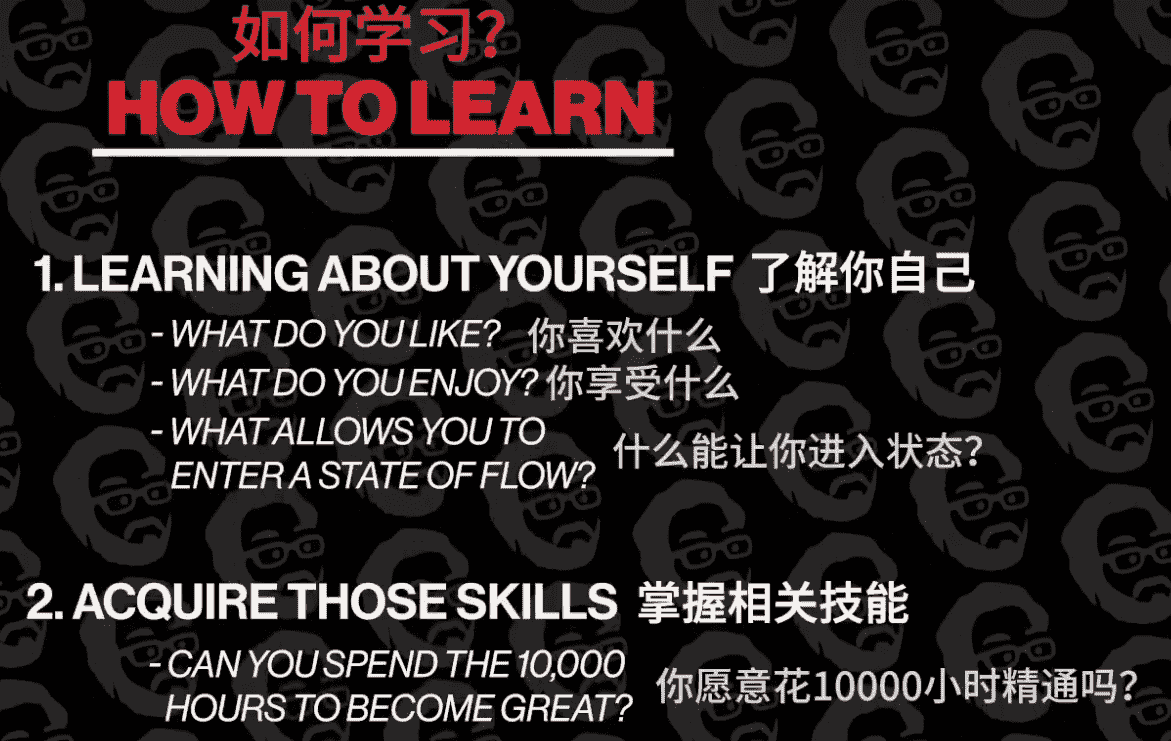 如何学习?
HOW TO LEARN
1. LEARNING ABOUT YOURSELF 了解你自己
- WHAT DO YOU LIKE? 你喜欢什么
- WHAT DO YOU ENJOY? 你享受什么
- WHAT ALLOWS YOU TO
ENTER A STATE OF FLOW? 什么能让你进入状态?
2. ACQUIRE THOSE SKILLS 掌握相关技能
- CAN YOU SPEND THE 10,000
HOURS TO BECOME GREAT? 你愿意花10000小时精通吗?